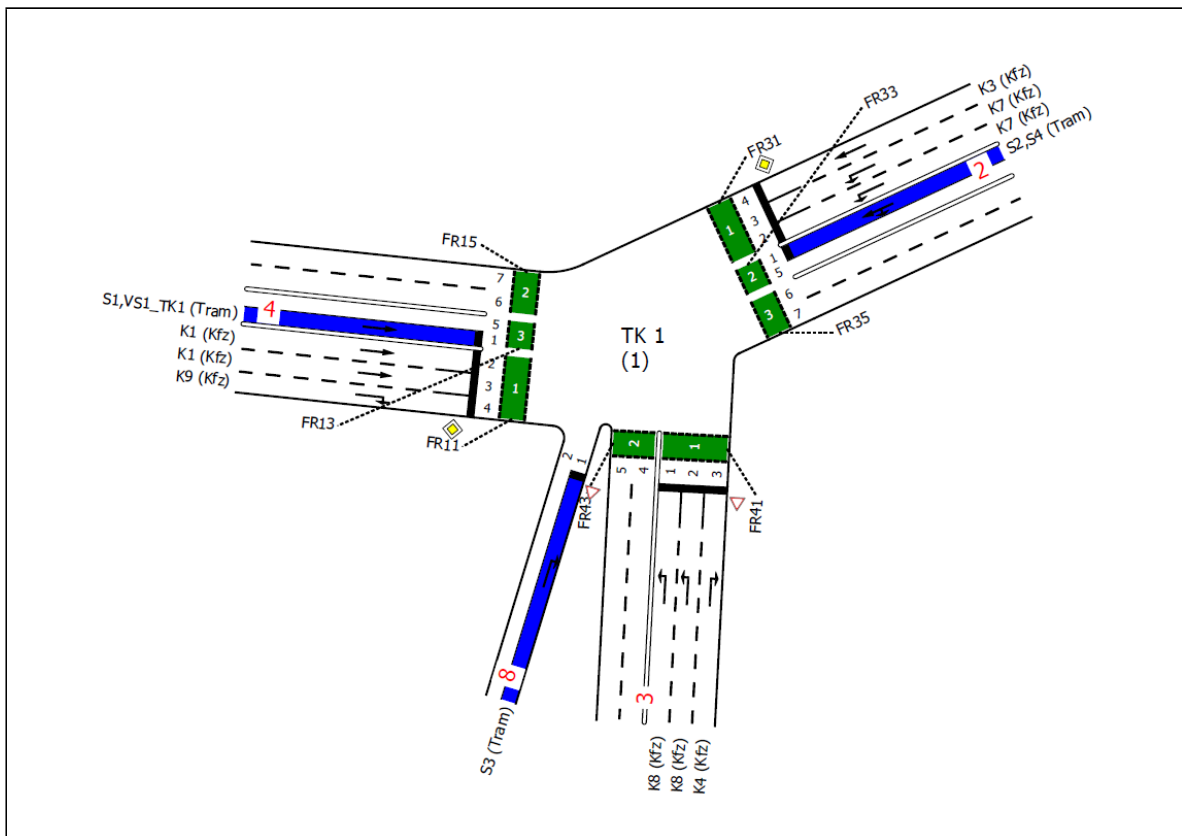 K3 (Kfz)
K7 (Kfz)
K7 (Kfz)
S2,S4 (Tram)
FR33
FR31
2
4
3
2
1
1
2
3
5
6
7
FR35
FR15
7
6
5
2
S1,VS1_TK1 (Tram)
4
K1 (Kfz)
K1 (Kfz)
K9 (Kfz)
1
2
3
4
3
1
FR13
FR11
TK 1
(1)
2
1
2
1
5
4
1
2
3
FR43
FR41
8
S3 (Tram)
3
K8 (Kfz)
K8 (Kfz)
K4 (Kfz)